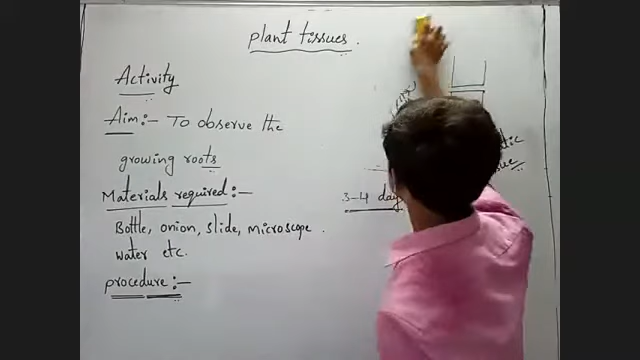 plant tissues.
Activity
Aim:- To observe the
growing roots
Materials required:-
Bottle, onion, slide, microscope.
water etc.
procedure:-
3-4 day